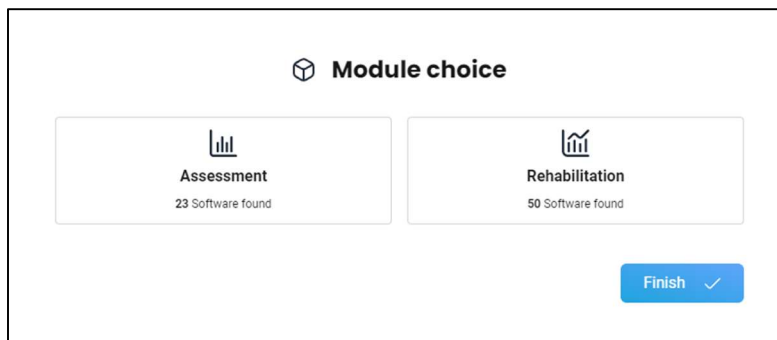 Module choice
Assessment
23 Software found
Rehabilitation
50 Software found
Finish